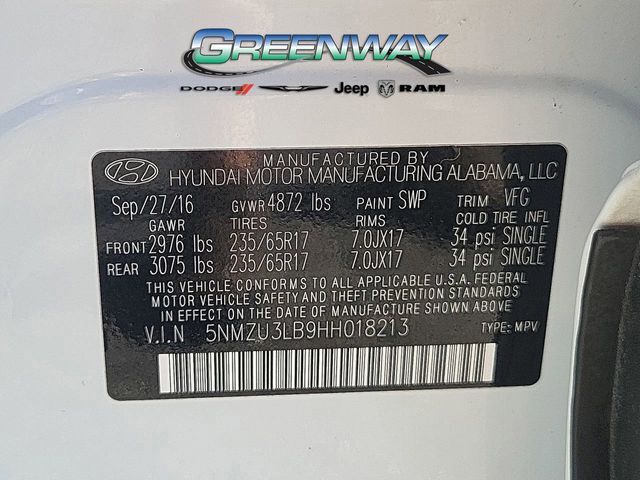 GREENWAY
DODGE Jeep RAM
MANUFACTURED BY
HYUNDAI MOTOR MANUFACTURING ALABAMA, LLC
Sep/27/16 GVWR 4872 lbs PAINT SWP TRIM VFG
GAWR TIRES RIMS COLD TIRE INFL
FRONT 2976 lbs 235/65R17 7.0JX17 34 psi SINGLE
REAR 3075 lbs 235/65R17 7.0JX17 34 psi SINGLE
THIS VEHICLE CONFORMS TO ALL APPLICABLE U.S.A. FEDERAL
MOTOR VEHICLE SAFETY AND THEFT PREVENTION STANDARDS
IN EFFECT ON THE DATE OF MANUFACTURE SHOWN ABOVE
V.I.N 5NMZU3LB9HH018213 TYPE: MPV